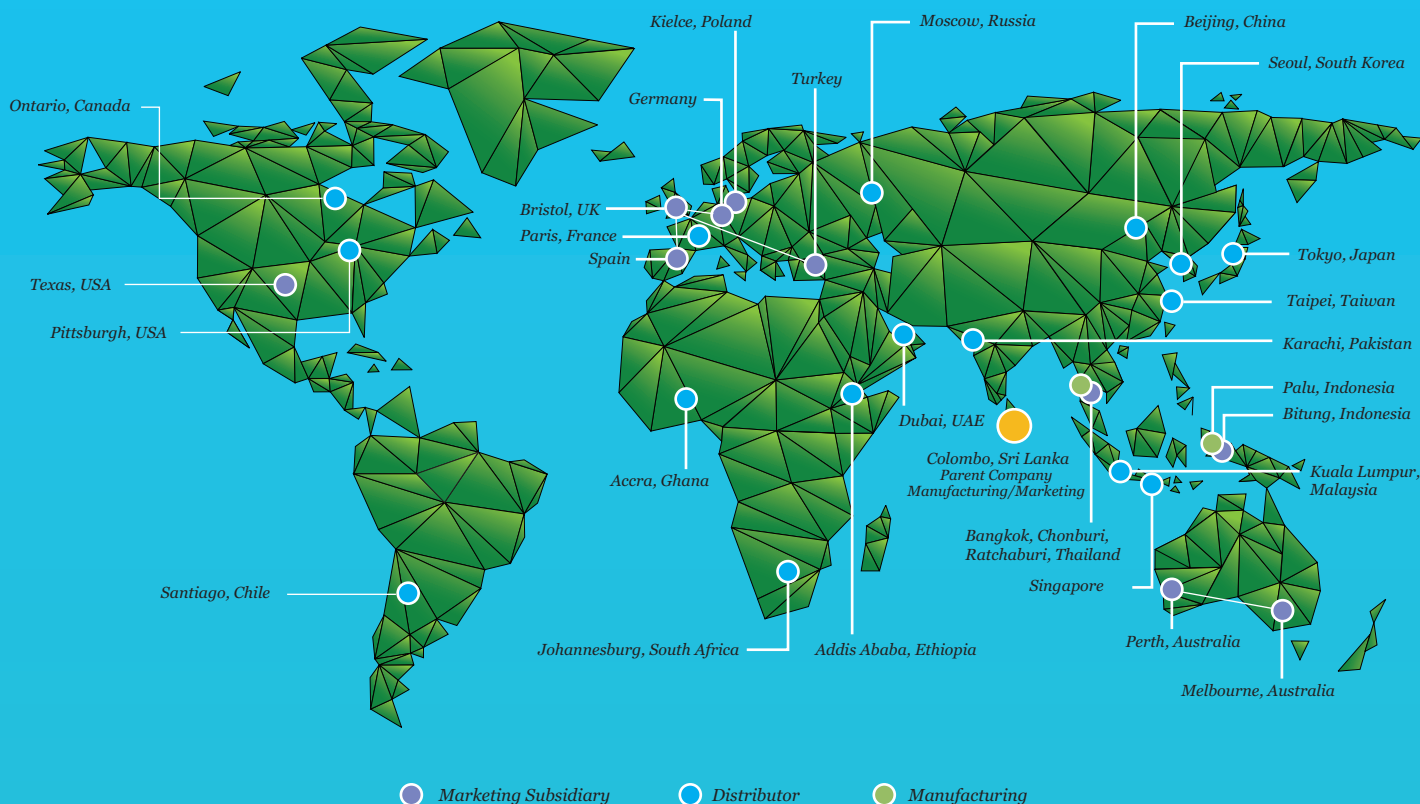 Kielce, Poland
Moscow, Russia
Beijing, China
Seoul, South Korea
Turkey
Germany
Ontario, Canada
Bristol, UK
Paris, France
Spain
Tokyo, Japan
Texas, USA
Taipei, Taiwan
Pittsburgh, USA
Karachi, Pakistan
Palu, Indonesia
Bitung, Indonesia
Dubai, UAE
Colombo, Sri Lanka
Parent Company
Manufacturing/Marketing
Kuala Lumpur,
Malaysia
Accra, Ghana
Bangkok, Chonburi,
Ratchaburi, Thailand
Singapore
Santiago, Chile
Johannesburg, South Africa
Addis Ababa, Ethiopia
Perth, Australia
Melbourne, Australia
Marketing Subsidiary
Distributor
Manufacturing